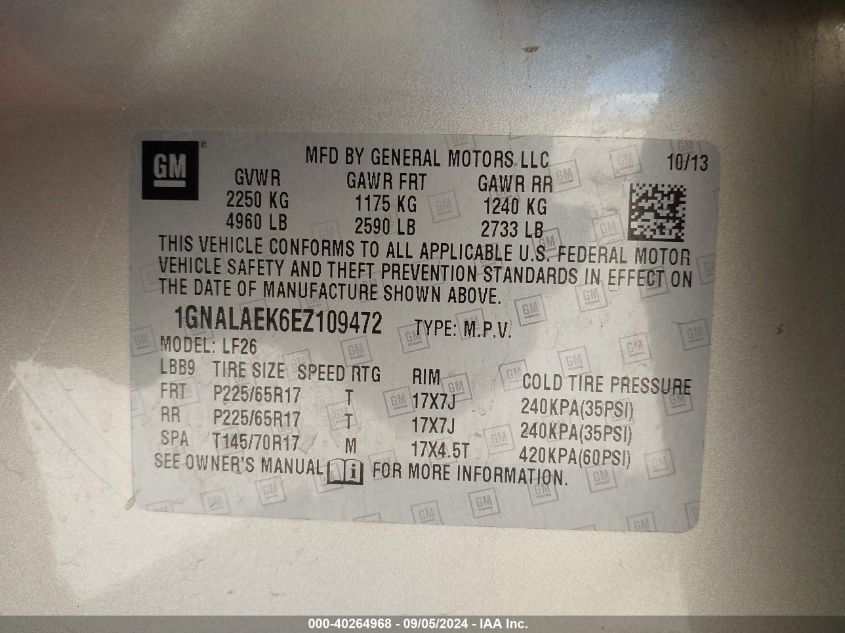 GM ®
MFD BY GENERAL MOTORS LLC 10/13
GVWR GAWR FRT GAWR RR
2250 KG 1175 KG 1240 KG
4960 LB 2590 LB 2733 LB
THIS VEHICLE CONFORMS TO ALL APPLICABLE U.S. FEDERAL MOTOR
VEHICLE SAFETY AND THEFT PREVENTION STANDARDS IN EFFECT ON
THE DATE OF MANUFACTURE SHOWN ABOVE.
1GNALAEK6EZ109472 TYPE: M.P.V.
MODEL: LF26
LBB9 TIRE SIZE SPEED RTG RIM COLD TIRE PRESSURE
FRT P225/65R17 T 17X7J 240KPA(35PSI)
RR P225/65R17 T 17X7J 240KPA(35PSI)
SPA T145/70R17 M 17X4.5T 420KPA(60PSI)
SEE OWNER'S MANUAL FOR MORE INFORMATION.
000-40264968 - 09/05/2024 - IAA Inc.